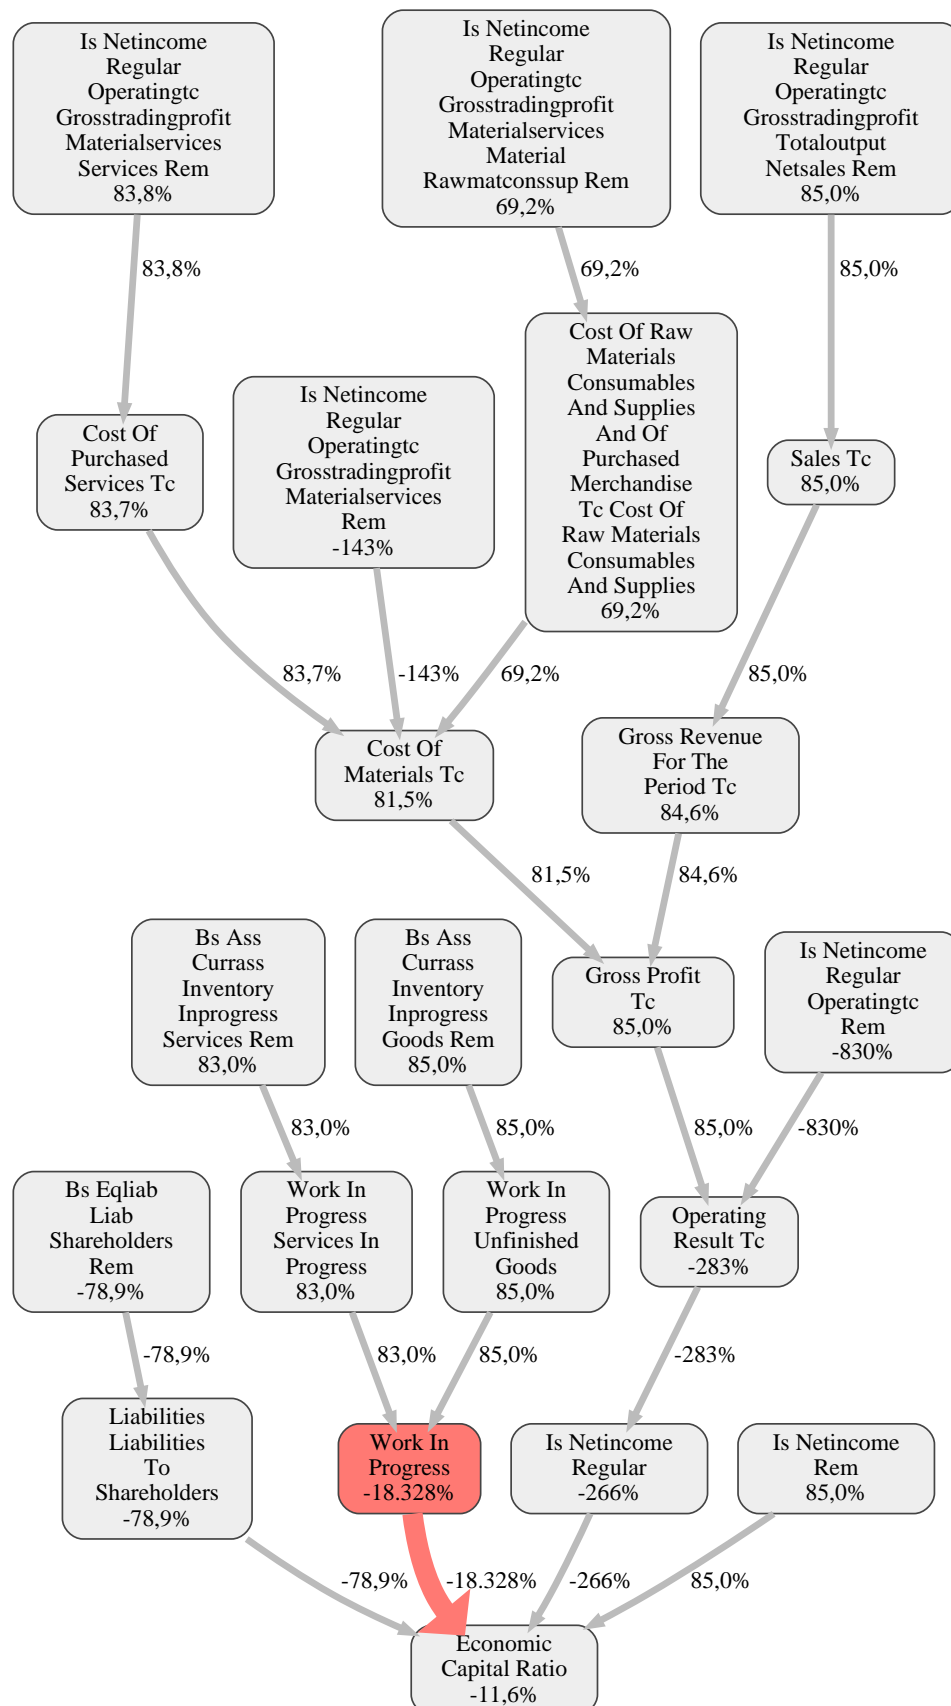 Is Netincome
Regular
Operatingtc
Grosstradingprofit
Materialservices
Services Rem
83,8%
Is Netincome
Regular
Operatingtc
Grosstradingprofit
Materialservices
Material
Rawmatconssup Rem
69,2%
Is Netincome
Regular
Operatingtc
Grosstradingprofit
Totaloutput
Netsales Rem
85,0%
83,8%
69,2%
85,0%
Cost Of
Purchased
Services Tc
83,7%
Is Netincome
Regular
Operatingtc
Grosstradingprofit
Materialservices
Rem
-143%
Cost Of Raw
Materials
Consumables
And Supplies
And Of
Purchased
Merchandise
Tc Cost Of
Raw Materials
Consumables
And Supplies
69,2%
Sales Tc
85,0%
83,7%
-143%
69,2%
85,0%
Cost Of
Materials Tc
81,5%
Gross Revenue
For The
Period Tc
84,6%
81,5%
84,6%
Bs Ass
Currass
Inventory
Inprogress
Services Rem
83,0%
Bs Ass
Currass
Inventory
Inprogress
Goods Rem
85,0%
Gross Profit
Tc
85,0%
Is Netincome
Regular
Operatingtc
Rem
-830%
83,0%
85,0%
85,0%
-830%
Bs Eqliab
Liab
Shareholders
Rem
-78,9%
Work In
Progress
Services In
Progress
83,0%
Work In
Progress
Unfinished
Goods
85,0%
Operating
Result Tc
-283%
-78,9%
83,0%
85,0%
-283%
Liabilities
Liabilities
To
Shareholders
-78,9%
Work In
Progress
-18.328%
Is Netincome
Regular
-266%
Is Netincome
Rem
85,0%
-78,9%
-18.328%
-266%
85,0%
Economic
Capital Ratio
-11,6%